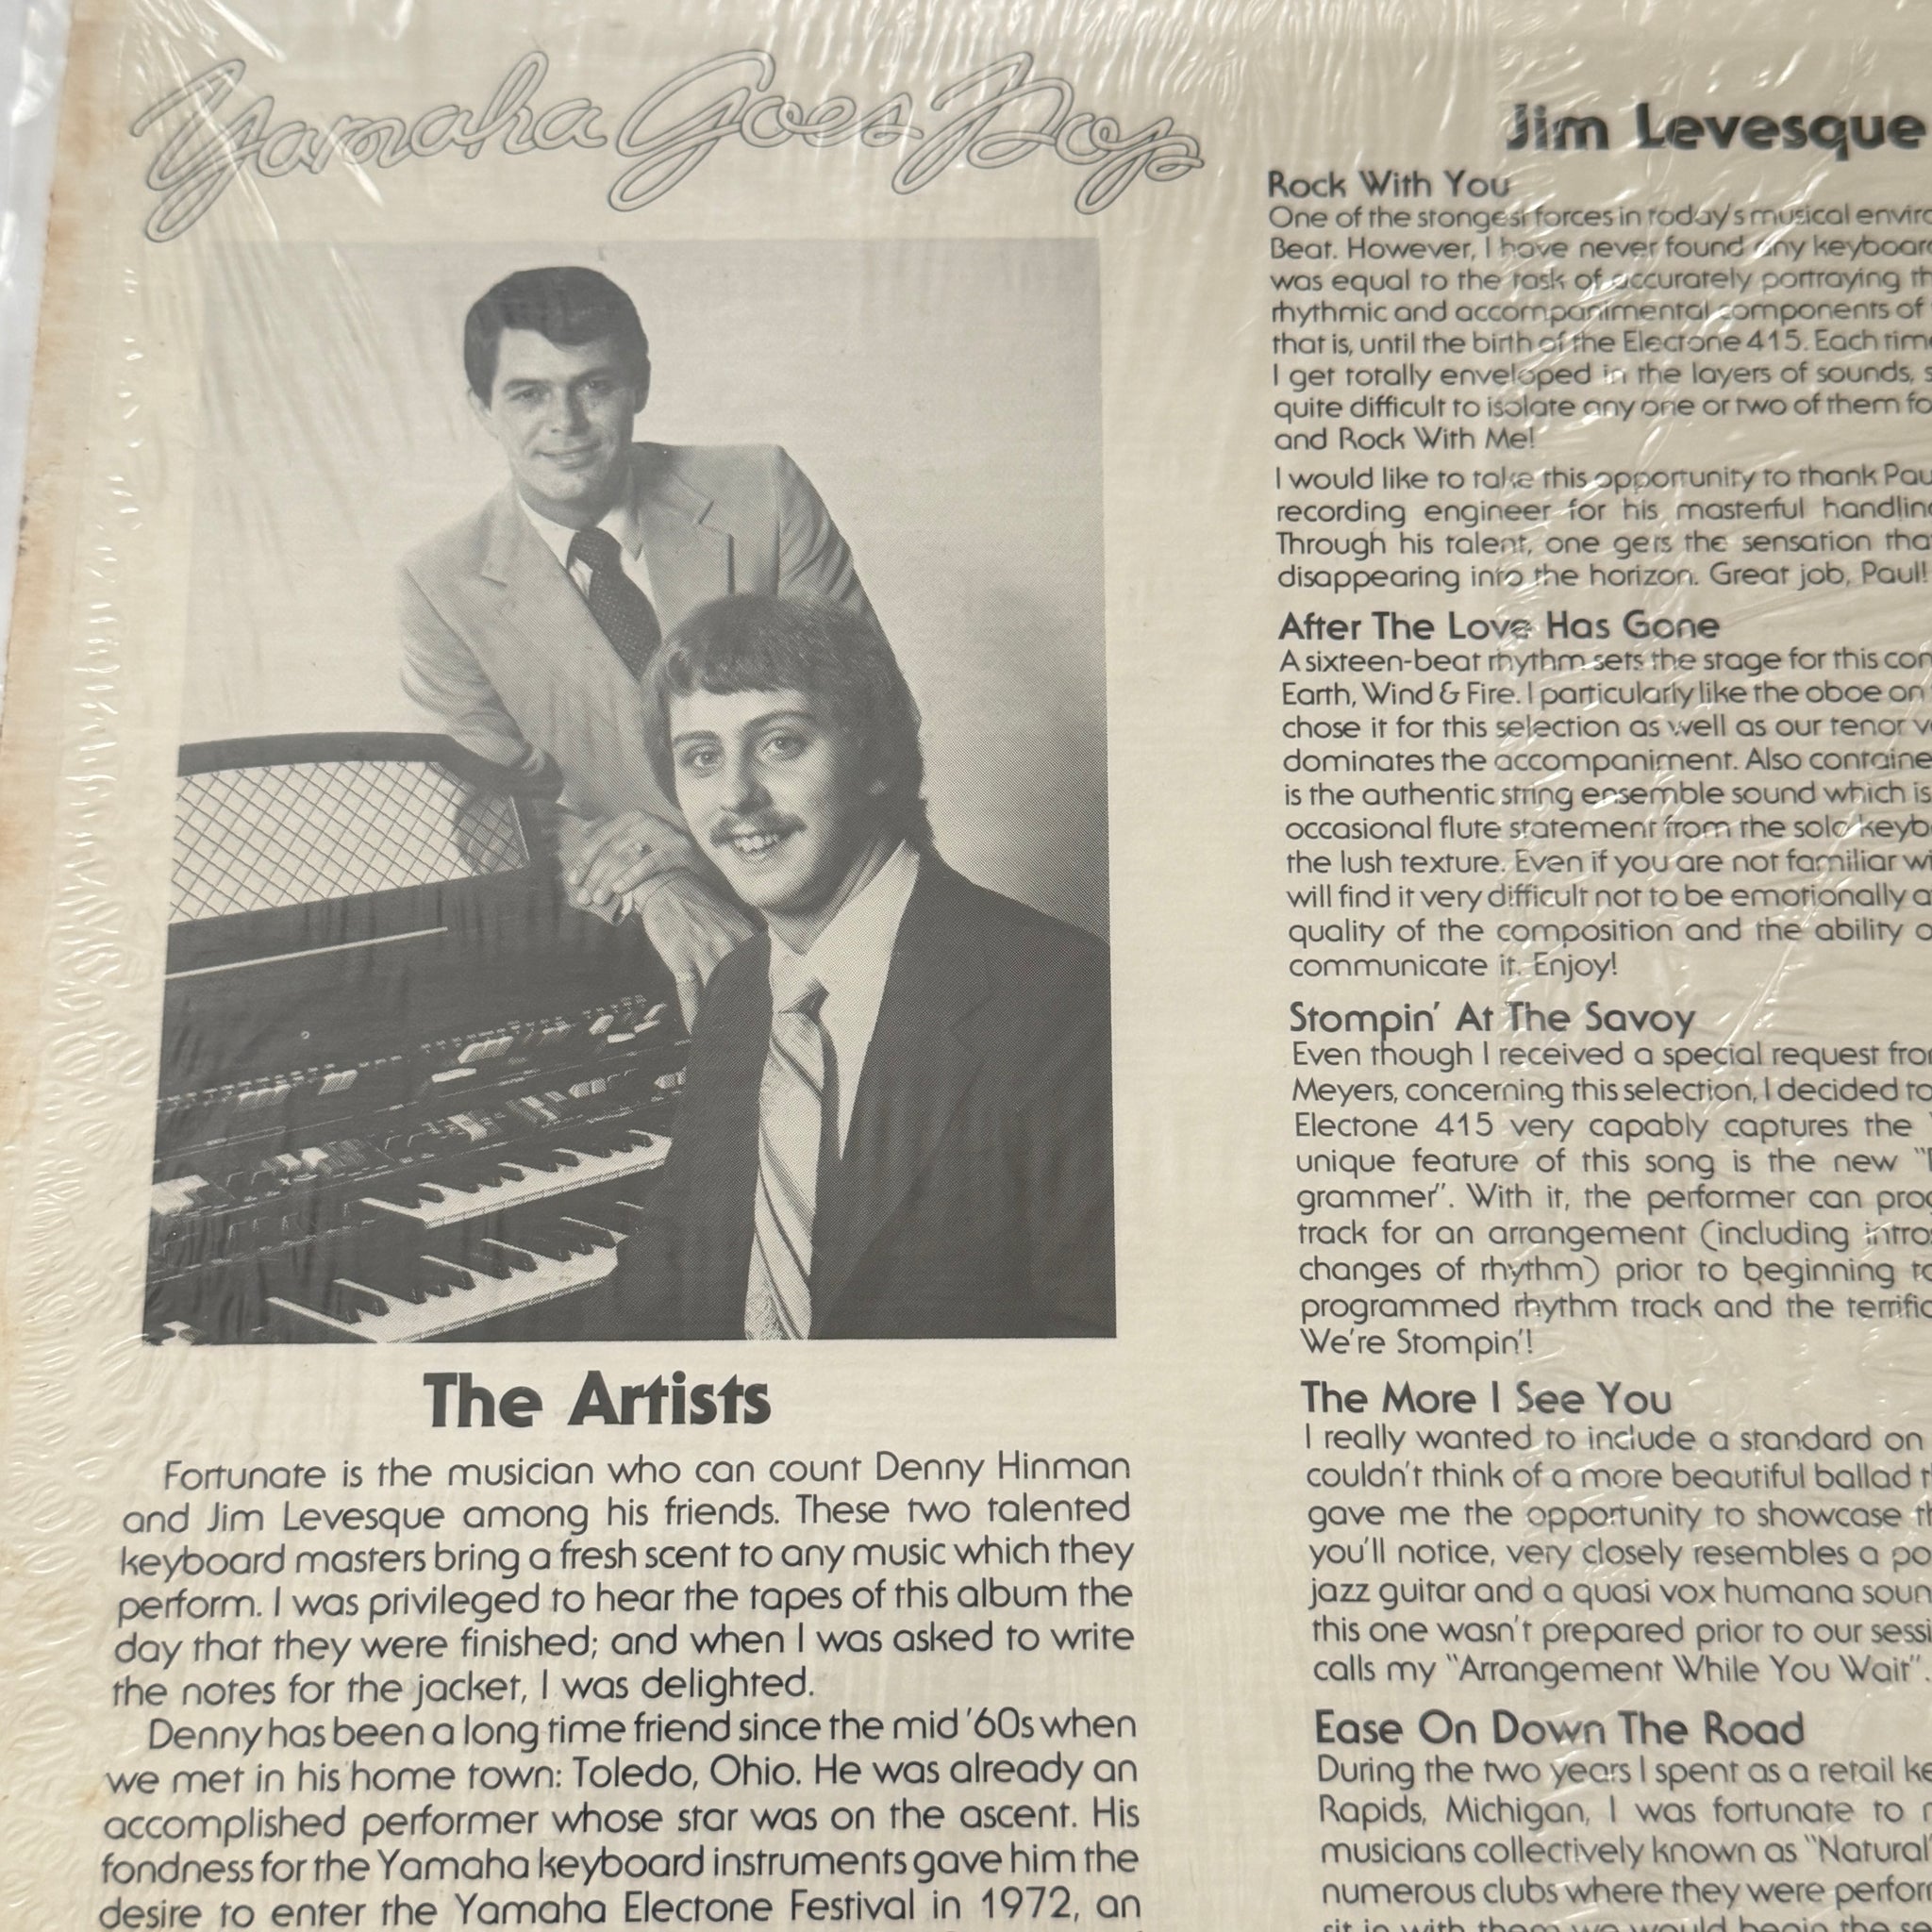 Yamaha Goes Pop
The Artists
Fortunate is the musician who can count Denny Hinman
and Jim Levesque among his friends. These two talented
keyboard masters bring a fresh scent to any music which they
perform. I was privileged to hear the tapes of this album the
day that they were finished; and when I was asked to write
the notes for the jacket, I was delighted.
Denny has been a long time friend since the mid '60s when
we met in his home town: Toledo, Ohio. He was already an
accomplished performer whose star was on the ascent. His
fondness for the Yamaha keyboard instruments gave him the
desire to enter the Yamaha Electone Festival in 1972, an
Jim Levesque
Rock With You
One of the stongest forces in today's musical
Beat. However, I have never found any
was equal to the task of accurately portraying
rhythmic and accompanimental components of
that is, until the birth of the Electone 415. Each
I get totally enveloped in the layers of sounds,
quite difficult to isolate any one or two of them
and Rock With Me!
I would like to take this opportunity to thank
recording engineer for his masterful
Through his talent, one gets the sensation
disappearing into the horizon. Great job, Paul!
After The Love Has Gone
A sixteen-beat rhythm sets the stage for this
Earth, Wind & Fire. I particularly like the oboe on
chose it for this selection as well as our tenor
dominates the accompaniment. Also
is the authentic string ensemble sound which is
occasional flute statement from the solo
the lush texture. Even if you are not familiar
will find it very difficult not to be emotionally
quality of the composition and the ability
communicate it. Enjoy!
Stompin' At The Savoy
Even though I received a special request
Meyers, concerning this selection, I decided to
Electone 415 very capably captures the
unique feature of this song is the new "
grammer". With it, the performer can
track for an arrangement (including
changes of rhythm) prior to beginning
programmed rhythm track and the
We're Stompin'!
The More I See You
I really wanted to include a standard on
couldn't think of a more beautiful ballad
gave me the opportunity to showcase
you'll notice, very closely resembles a
jazz guitar and a quasi vox humana
this one wasn't prepared prior to our
calls my "Arrangement While You Wait".
Ease On Down The Road
During the two years I spent as a retail
Rapids, Michigan, I was fortunate to
musicians collectively known as "Natural
numerous clubs where they were
sit in with them we would begin the